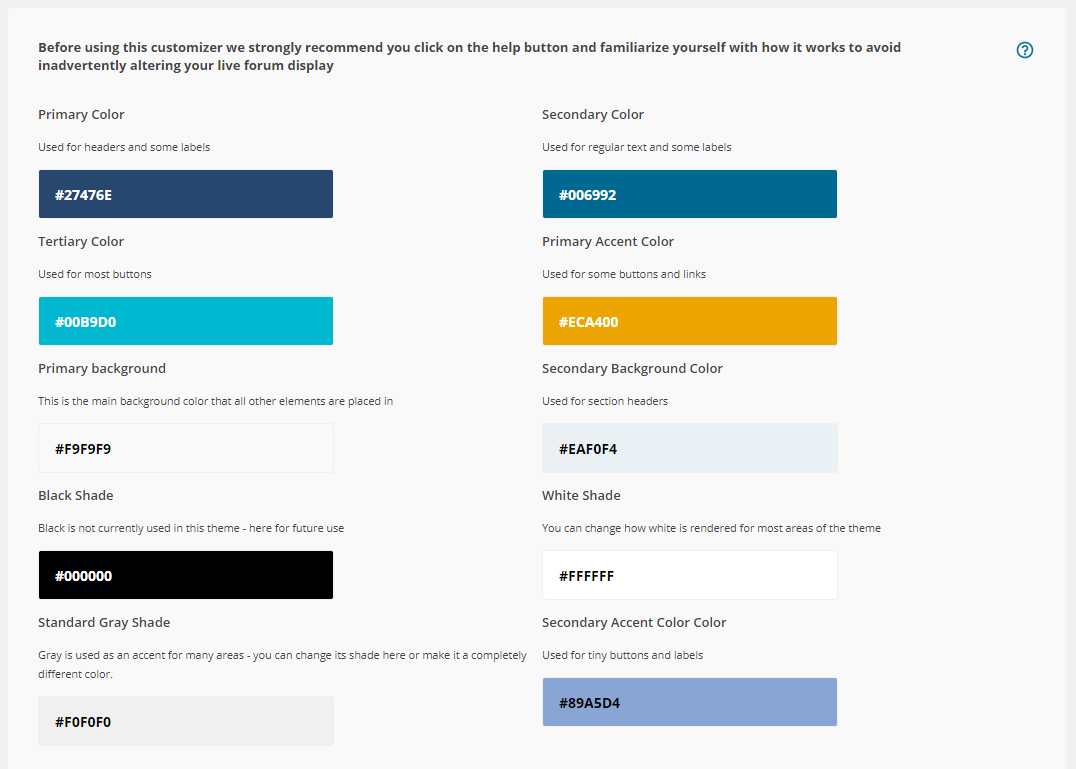 Before using this customizer we strongly recommend you click on the help button and familiarize yourself with how it works to avoid
inadvertently altering your live forum display
?
Primary Color
Used for headers and some labels
#27476E
Secondary Color
Used for regular text and some labels
#006992
Tertiary Color
Used for most buttons
#00B9D0
Primary Accent Color
Used for some buttons and links
#ECA400
Primary background
This is the main background color that all other elements are placed in
#F9F9F9
Secondary Background Color
Used for section headers
#EAF0F4
Black Shade
Black is not currently used in this theme - here for future use
#000000
White Shade
You can change how white is rendered for most areas of the theme
#FFFFFF
Standard Gray Shade
Gray is used as an accent for many areas - you can change its shade here or make it a completely
different color.
#F0F0F0
Secondary Accent Color Color
Used for tiny buttons and labels
#89A5D4